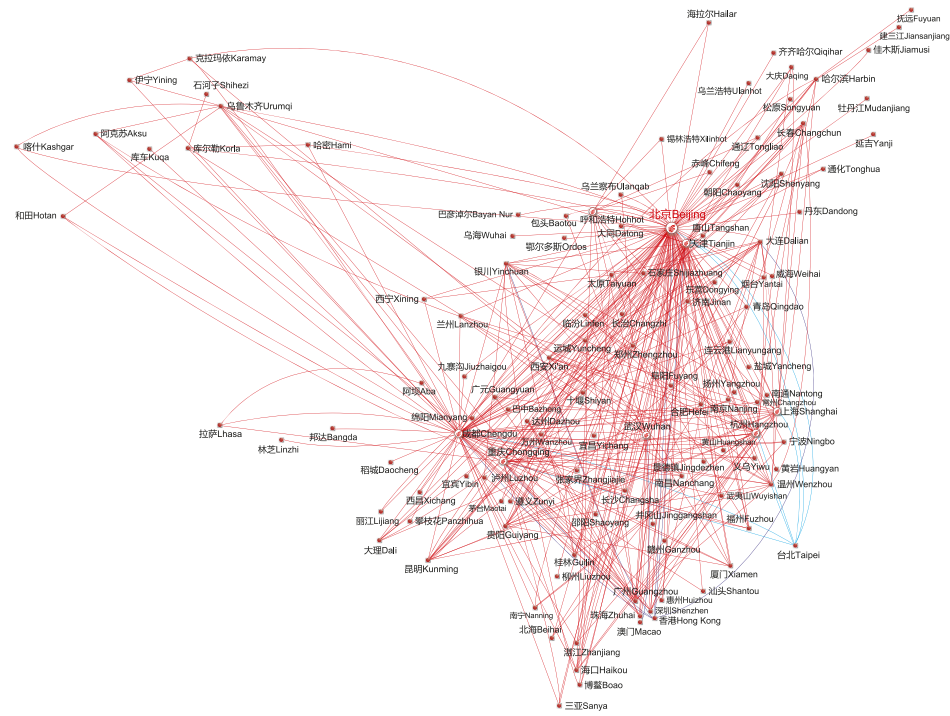 抚远Fuyuan
海拉尔Hailar
建三江Jiansanjiang
佳木斯Jiamusi
齐齐哈尔Qiqihar
克拉玛依Karamay
大庆Daqing
哈尔滨Harbin
伊宁Yining
石河子Shihezi
乌兰浩特Ulanhot
乌鲁木齐Urumqi
松原Songyuan
牡丹江Mudanjiang
阿克苏Aksu
长春Changchun
延吉Yanji
喀什Kashgar
库车Kuqa
库尔勒Korla
哈密Hami
锡林浩特Xilinhot
通辽Tongliao
赤峰Chifeng
通化Tonghua
朝阳Chaoyang
沈阳Shenyang
乌兰察布Ulanqab
和田Hotan
巴彦淖尔Bayan Nur
包头Baotou
呼和浩特Hohhot
北京Beijing
丹东Dandong
乌海Wuhai
鄂尔多斯Ordos
大同Datong
唐山Tangshan
天津Tianjin
大连Dalian
银川Yinchuan
石家庄Shijiazhuang
太原Taiyuan
东营Dongying
烟台Yantai
威海Weihai
西宁Xining
济南Jinan
青岛Qingdao
兰州Lanzhou
临汾Linfen
长治Changzhi
运城Yuncheng
郑州Zhengzhou
连云港Lianyungang
九寨沟Jiuzhaigou
西安Xi'an
阜阳Fuyang
盐城Yancheng
阿坝Aba
广元Guangyuan
十堰Shiyan
扬州Yangzhou
南通Nantong
常州Changzhou
绵阳Mianyang
巴中Bazhong
合肥Hefei
南京Nanjing
上海Shanghai
拉萨Lhasa
达州Dazhou
武汉Wuhan
杭州Hangzhou
邦达Bangda
成都Chengdu
万州Wanzhou
宜昌Yichang
黄山Huangshan
宁波Ningbo
林芝Linzhi
重庆Chongqing
稻城Daocheng
景德镇Jingdezhen
义乌Yiwu
黄岩Huangyan
宜宾Yibin
泸州Luzhou
张家界Zhangjiajie
南昌Nanchang
温州Wenzhou
西昌Xichang
茅台Maotai
遵义Zunyi
长沙Changsha
武夷山Wuyishan
丽江Lijiang
攀枝花Panzhihua
邵阳Shaoyang
井冈山Jinggangshan
福州Fuzhou
贵阳Guiyang
大理Dali
赣州Ganzhou
台北Taipei
昆明Kunming
桂林Guilin
柳州Liuzhou
厦门Xiamen
广州Guangzhou
汕头Shantou
惠州Huizhou
南宁Nanning
珠海Zhuhai
深圳Shenzhen
香港Hong Kong
北海Beihai
澳门Macao
湛江Zhanjiang
海口Haikou
博鳌Boao
三亚Sanya